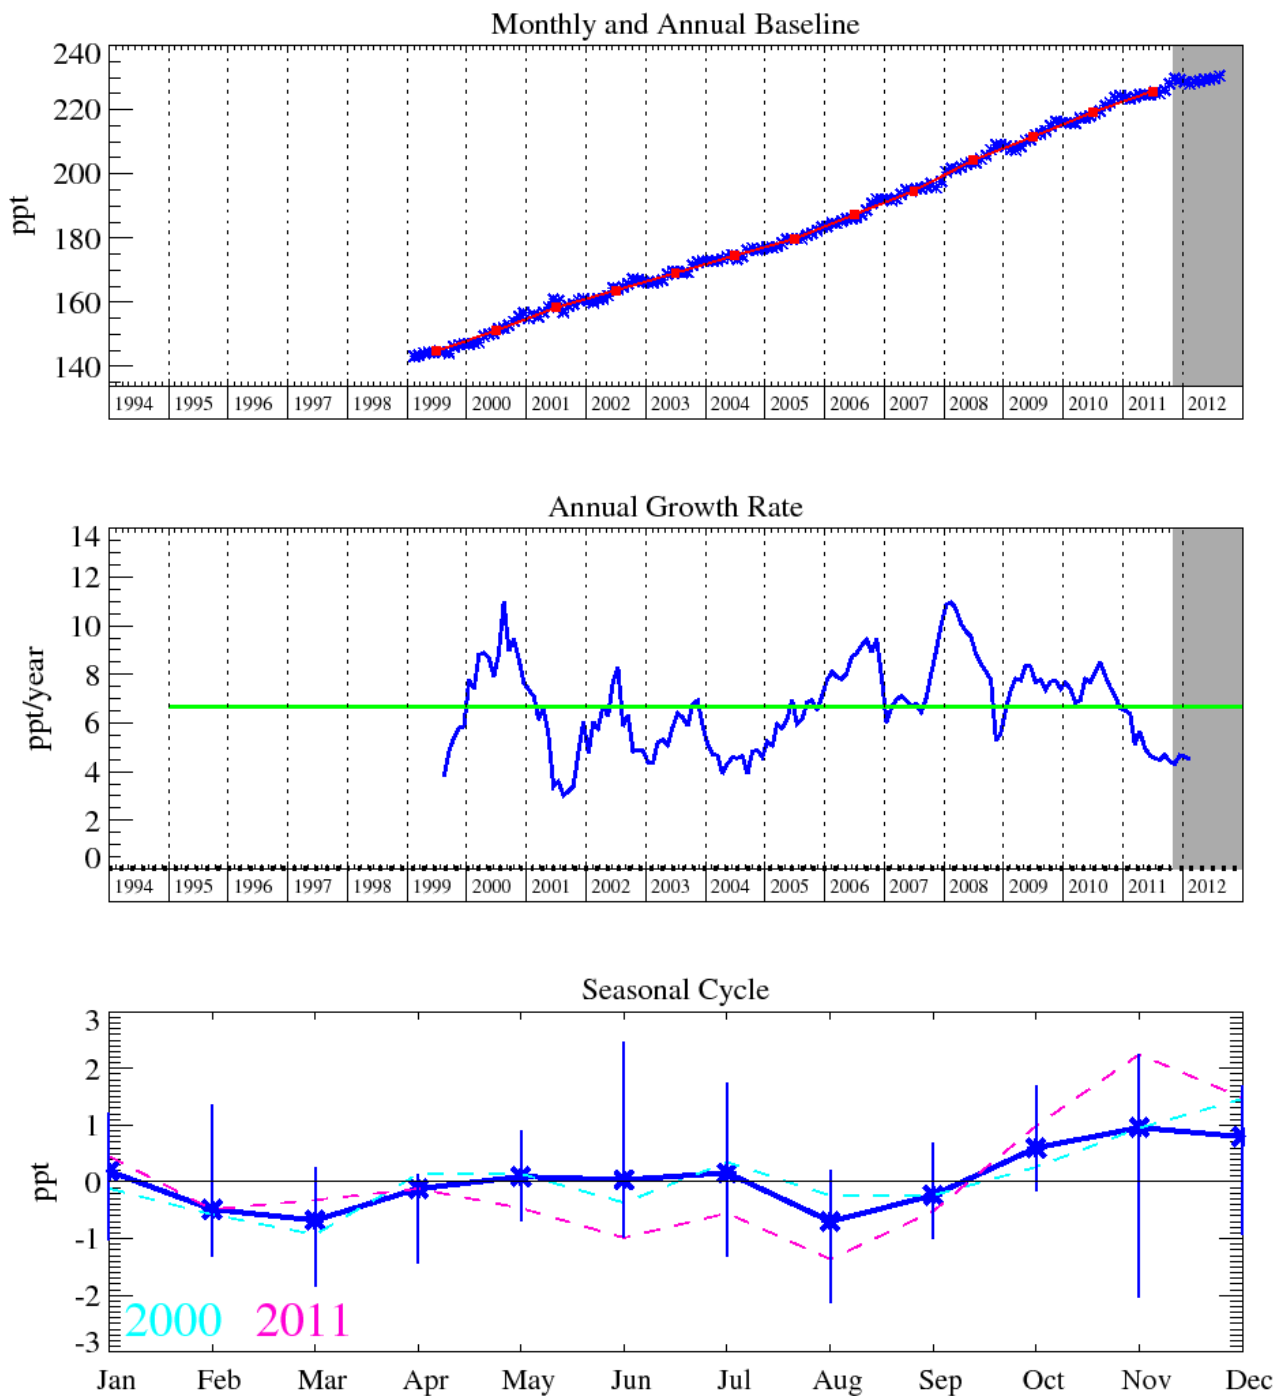 Monthly and Annual Baseline
240
220
200
180
160
140
ppt
1994 1995 1996 1997 1998 1999 2000 2001 2002 2003 2004 2005 2006 2007 2008 2009 2010 2011 2012
Annual Growth Rate
14
12
10
8
6
4
2
0
ppt/year
1994 1995 1996 1997 1998 1999 2000 2001 2002 2003 2004 2005 2006 2007 2008 2009 2010 2011 2012
Seasonal Cycle
3
2
1
0
-1
-2
-3
ppt
2000 2011
Jan Feb Mar Apr May Jun Jul Aug Sep Oct Nov Dec